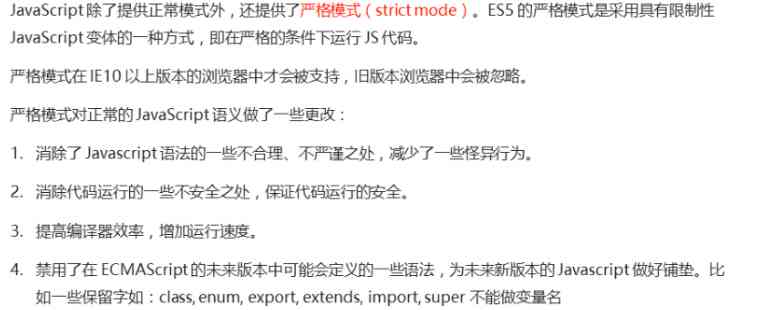 JavaScript 除了提供正常模式外，还提供了严格模式（strict mode）。ES5 的严格模式是采用具有限制性
JavaScript 变体的一种方式，即在严格的条件下运行 JS 代码。
严格模式在 IE10 以上版本的浏览器中才会被支持，旧版本浏览器中会被忽略。
严格模式对正常的 JavaScript 语义做了一些更改：
1. 消除了 Javascript 语法的一些不合理、不严谨之处，减少了一些怪异行为。
2. 消除代码运行的一些不安全之处，保证代码运行的安全。
3. 提高编译器效率，增加运行速度。
4. 禁用了在 ECMAScript 的未来版本中可能会定义的一些语法，为未来新版本的 Javascript 做好铺垫。比
如一些保留字如：class, enum, export, extends, import, super 不能做变量名